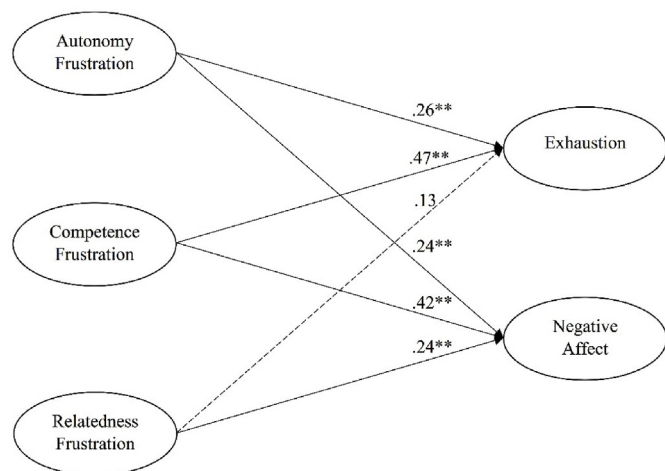 Autonomy
Frustration
.26**
Exhaustion
.47**
.13
Competence
Frustration
.24**
.42**
Negative
Affect
.24**
Relatedness
Frustration